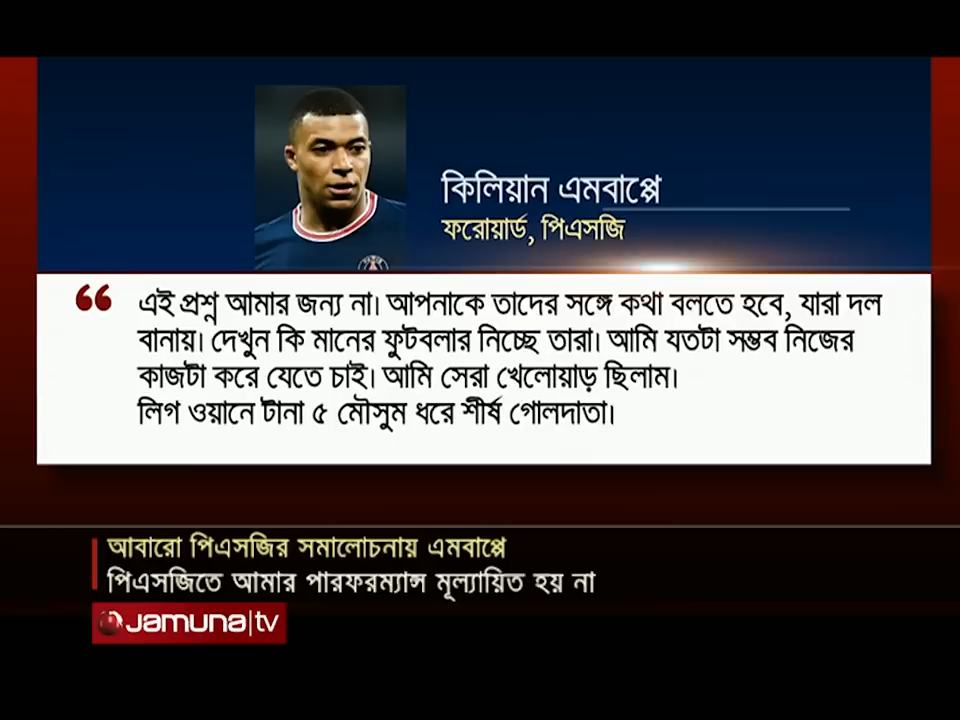 কিলিয়ান এমবাপ্পে
ফরোয়ার্ড, পিএসজি
“ এই প্রশ্ন আমার জন্য না। আপনাকে তাদের সঙ্গে কথা বলতে হবে, যারা দল
বানায়। দেখুন কি মানের ফুটবলার নিচ্ছে তারা। আমি যতটা সম্ভব নিজের
কাজটা করে যেতে চাই। আমি সেরা খেলোয়াড় ছিলাম।
লিগ ওয়ানে টানা ৫ মৌসুম ধরে শীর্ষ গোলদাতা।
আবারো পিএসজির সমালোচনায় এমবাপ্পে
পিএসজিতে আমার পারফরম্যান্স মূল্যায়িত হয় না
Jamuna|tv